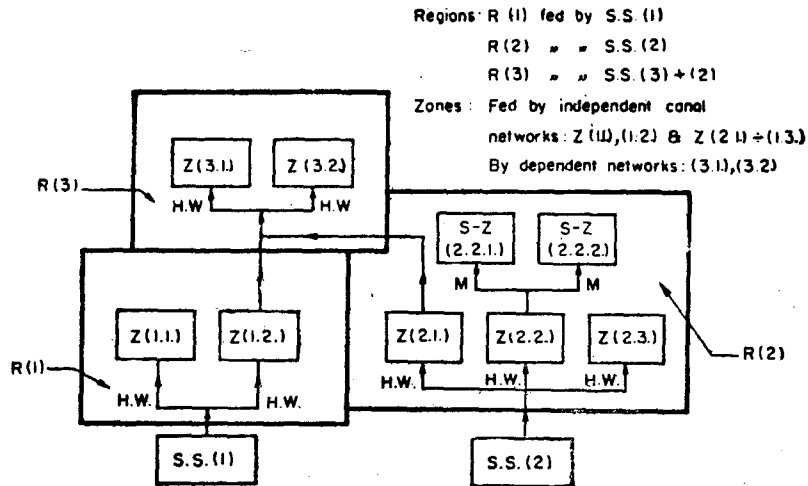 Regions: R (1) fed by S.S. (1)
R(2) " " S.S. (2)
R(3) " " S.S. (3) ÷ (2)
Zones: Fed by independent canal
networks: Z (1.1), (1.2.) & Z (2 1.) ÷ (1.3.)
By dependent networks: (3.1.), (3.2)
Z (3.1.)
Z (3.2.)
R (3)
H.W
H.W
S-Z
(2.2.1.)
S-Z
(2.2.2.)
M
M
Z (1.1.)
Z (1.2.)
Z (2.1.)
Z (2.2.)
Z (2.3.)
R (2)
R (1)
H.W.
H.W.
H.W.
H.W.
H.W.
S.S. (1)
S.S. (2)